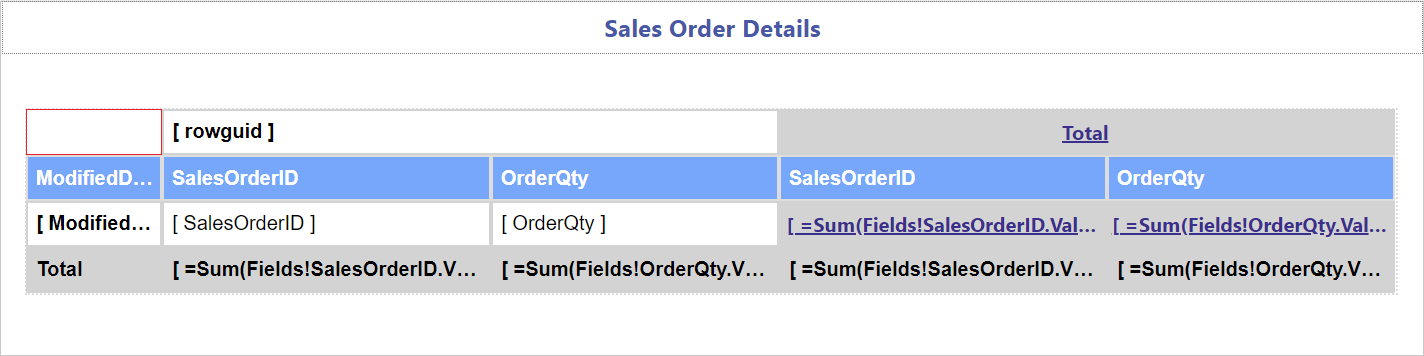 Sales Order Details
[ rowguid ] Total
ModifiedD... SalesOrderID OrderQty SalesOrderID OrderQty
[ Modified... [ SalesOrderID ] [ OrderQty ] [ =Sum(Fields!SalesOrderID.Val... [ =Sum(Fields!OrderQty.Val...
Total [ =Sum(Fields!SalesOrderID.V... [ =Sum(Fields!OrderQty.V... [ =Sum(Fields!SalesOrderID.V... [ =Sum(Fields!OrderQty.V...